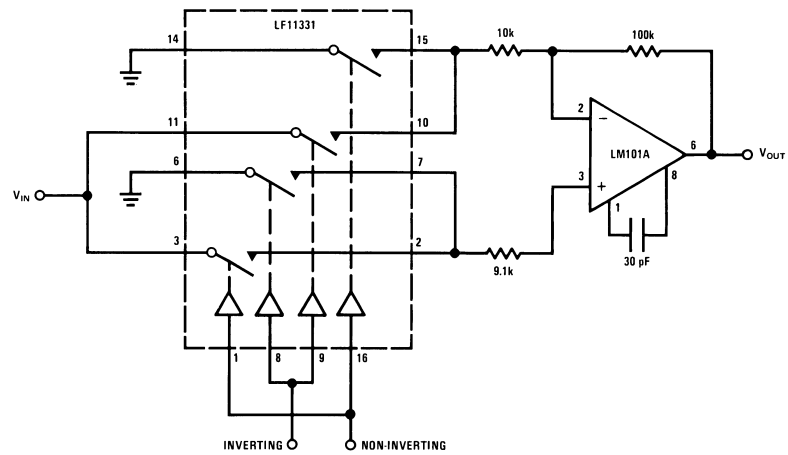 LF11331
14
15
10k
100k
11
10
2
−
LM101A
6
V_OUT
6
7
3
+
8
1
V_IN
3
2
9.1k
30 pF
1
8
9
16
INVERTING
NON-INVERTING